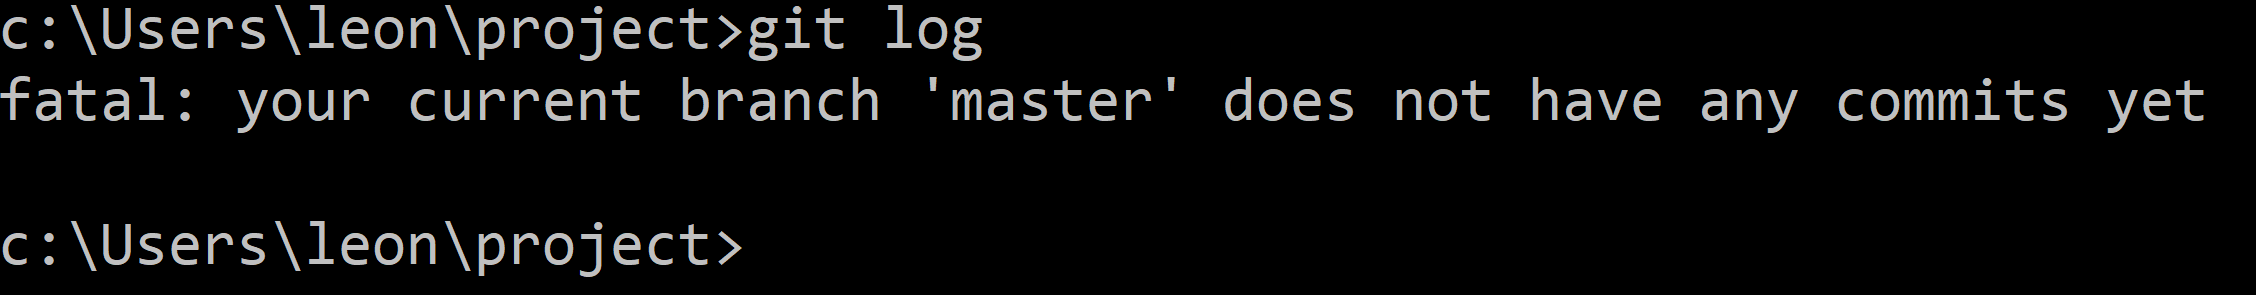 c:\Users\leon\project>git log
fatal: your current branch 'master' does not have any commits yet
c:\Users\leon\project>